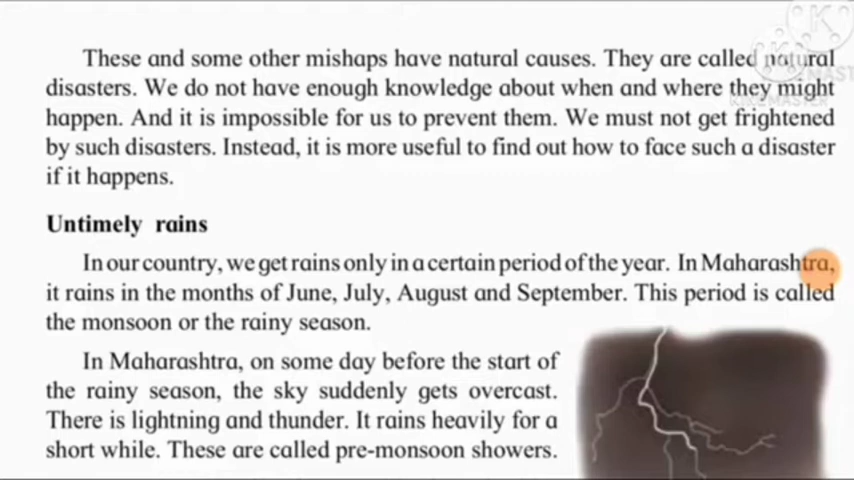 These and some other mishaps have natural causes. They are called natural
disasters. We do not have enough knowledge about when and where they might
happen. And it is impossible for us to prevent them. We must not get frightened
by such disasters. Instead, it is more useful to find out how to face such a disaster
if it happens.
Untimely rains
In our country, we get rains only in a certain period of the year. In Maharashtra,
it rains in the months of June, July, August and September. This period is called
the monsoon or the rainy season.
In Maharashtra, on some day before the start of
the rainy season, the sky suddenly gets overcast.
There is lightning and thunder. It rains heavily for a
short while. These are called pre-monsoon showers.